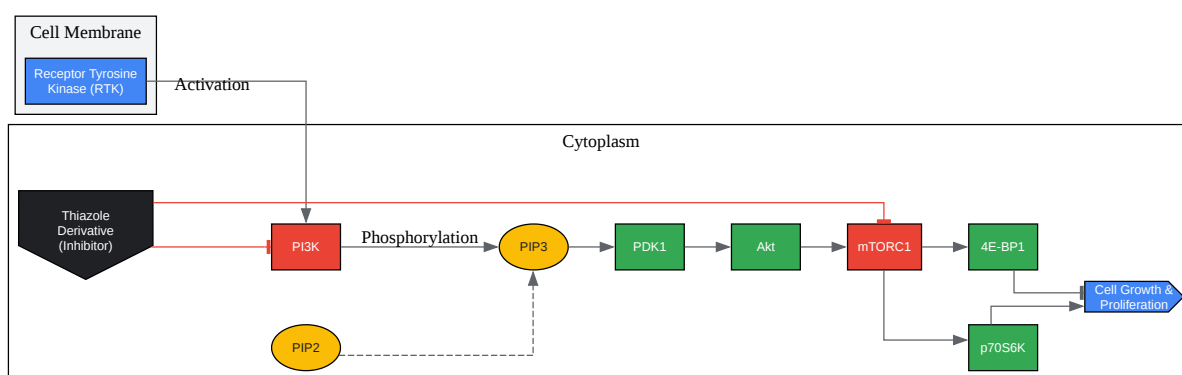 Cell Membrane
Receptor Tyrosine
Kinase (RTK)
Activation
Cytoplasm
Thiazole
Derivative
(Inhibitor)
PI3K
Phosphorylation
PIP3
PDK1
Akt
mTORC1
4E-BP1
Cell Growth &
Proliferation
PIP2
p70S6K